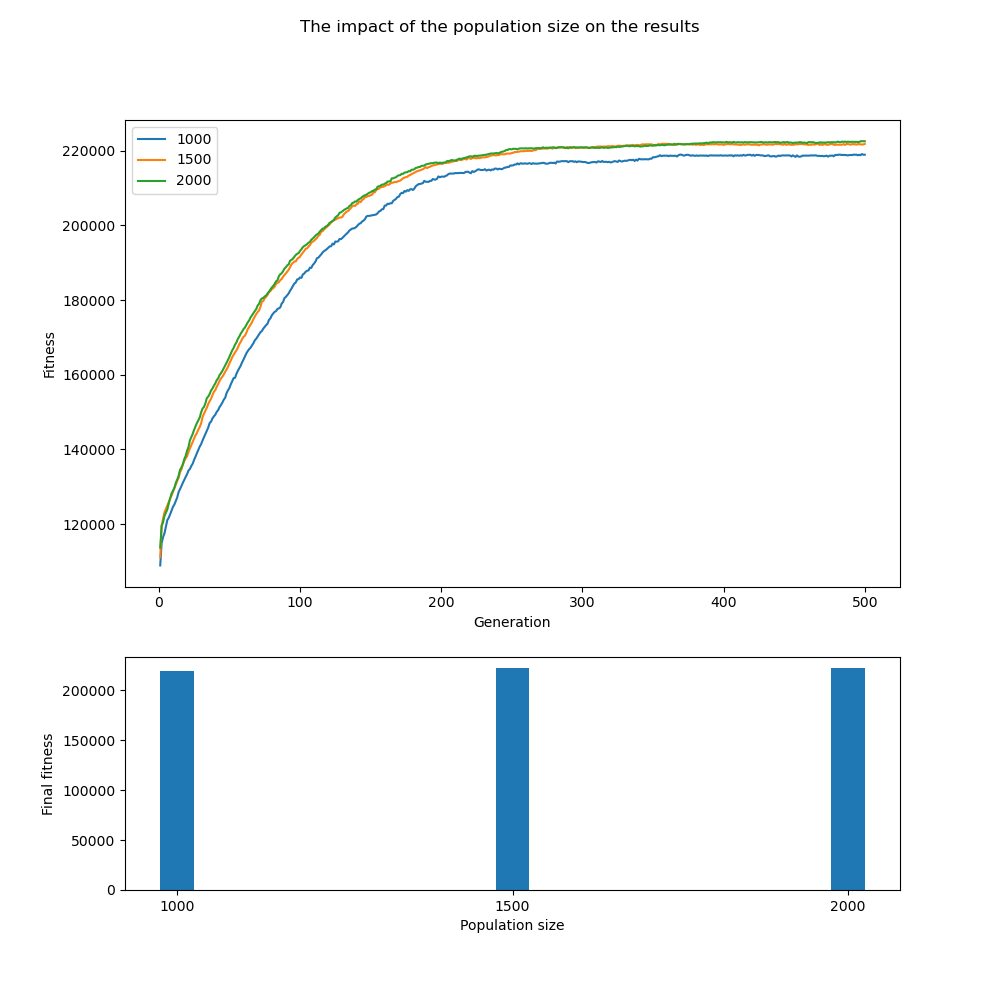 The impact of the population size on the results
1000
1500
2000
220000
200000
180000
160000
140000
120000
Fitness
0 100 200 300 400 500
Generation
200000
150000
100000
50000
0
Final fitness
1000 1500 2000
Population size